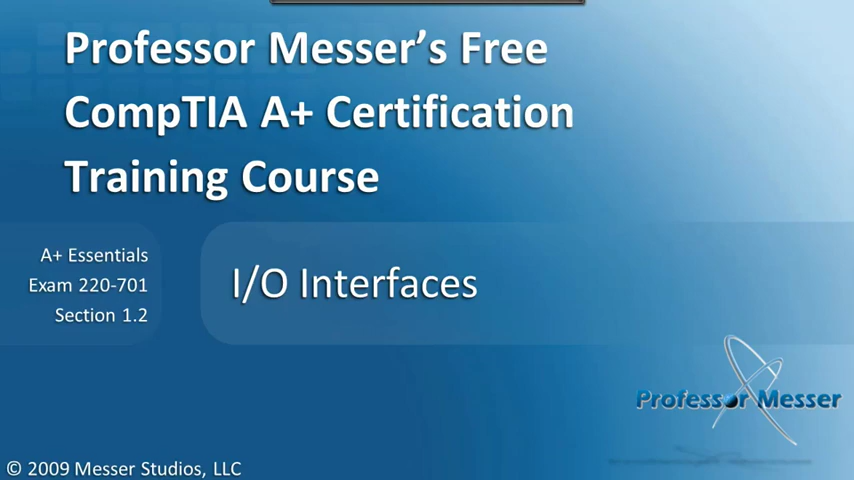 Professor Messer's Free
CompTIA A+ Certification
Training Course
A+ Essentials
Exam 220-701
Section 1.2
I/O Interfaces
Professor Messer
© 2009 Messer Studios, LLC